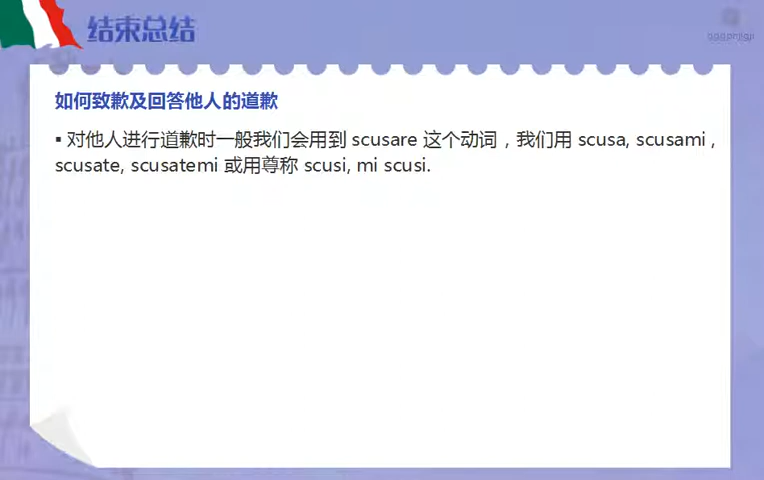 结束总结
如何致歉及回答他人的道歉
▪ 对他人进行道歉时一般我们会用到 scusare 这个动词，我们用 scusa, scusami ,
scusate, scusatemi 或用尊称 scusi, mi scusi.